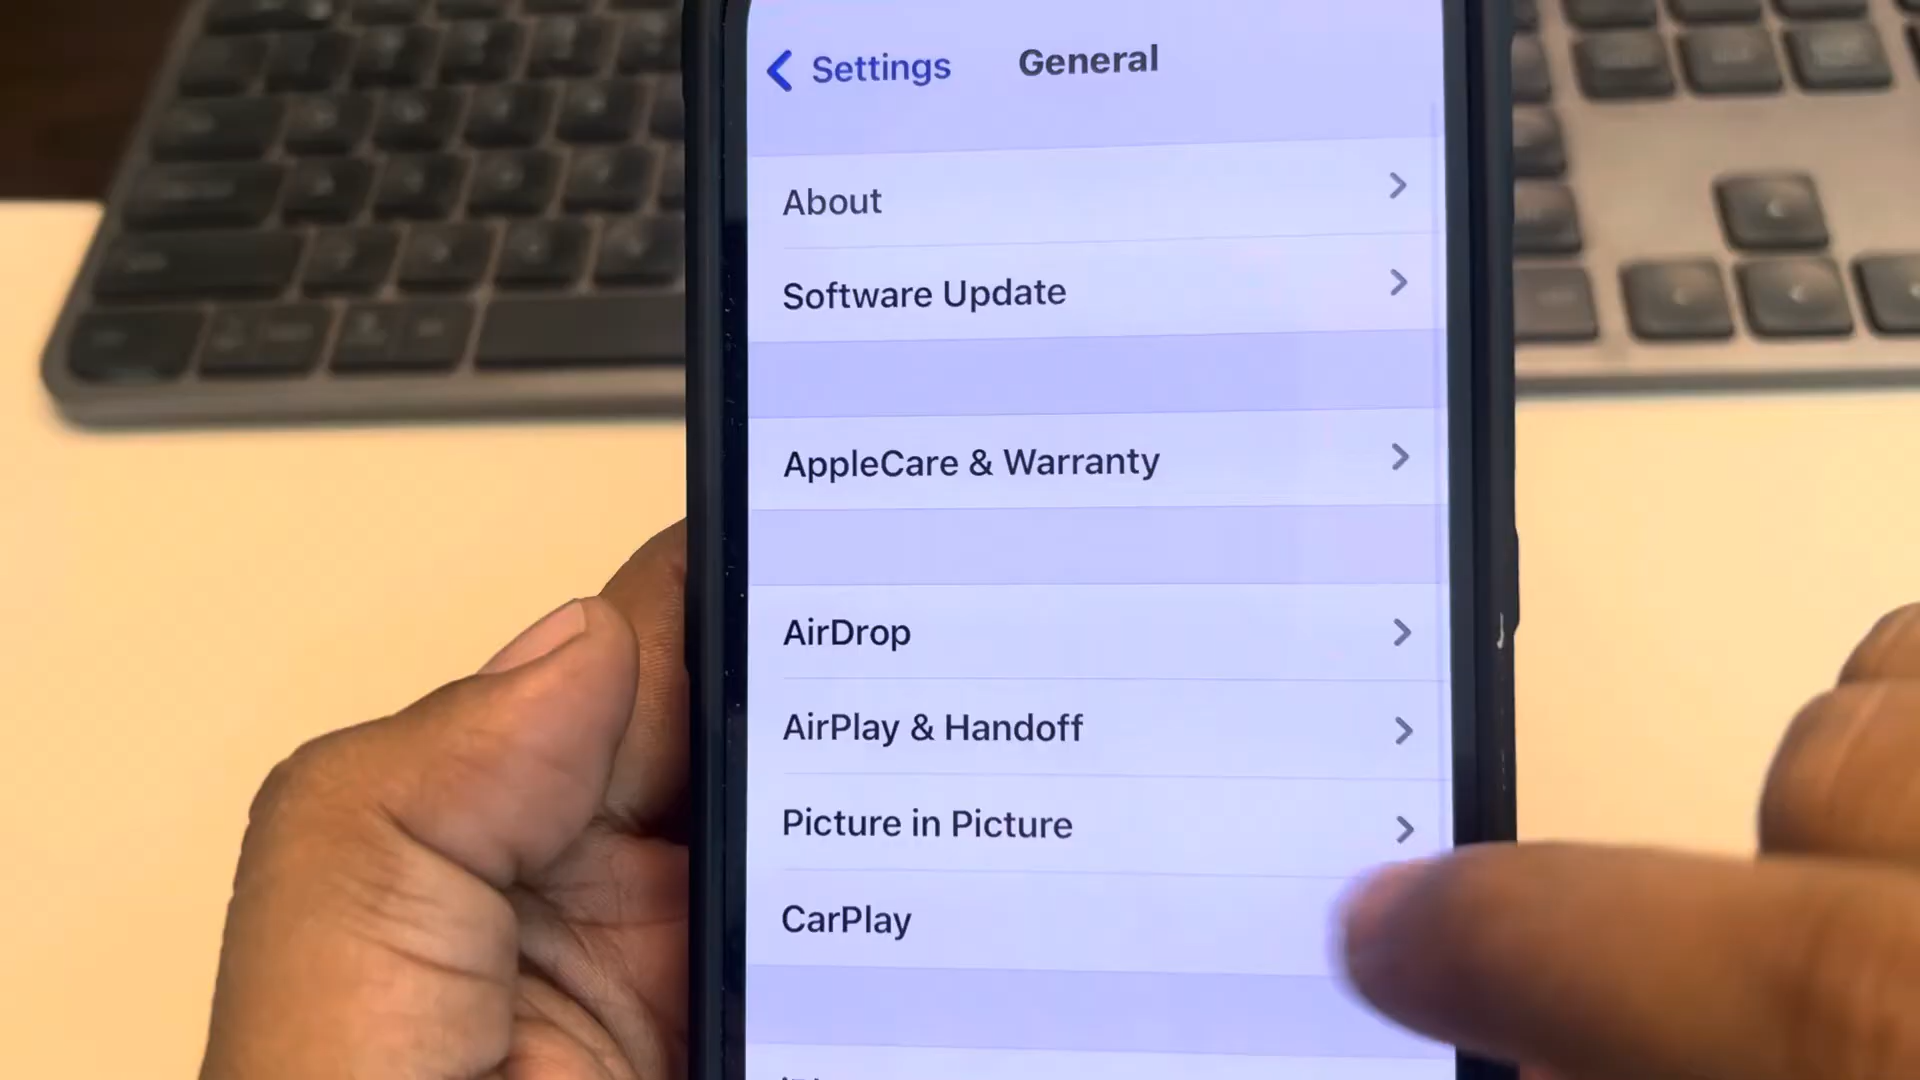 Settings
General
About
Software Update
AppleCare & Warranty
AirDrop
AirPlay & Handoff
Picture in Picture
CarPlay